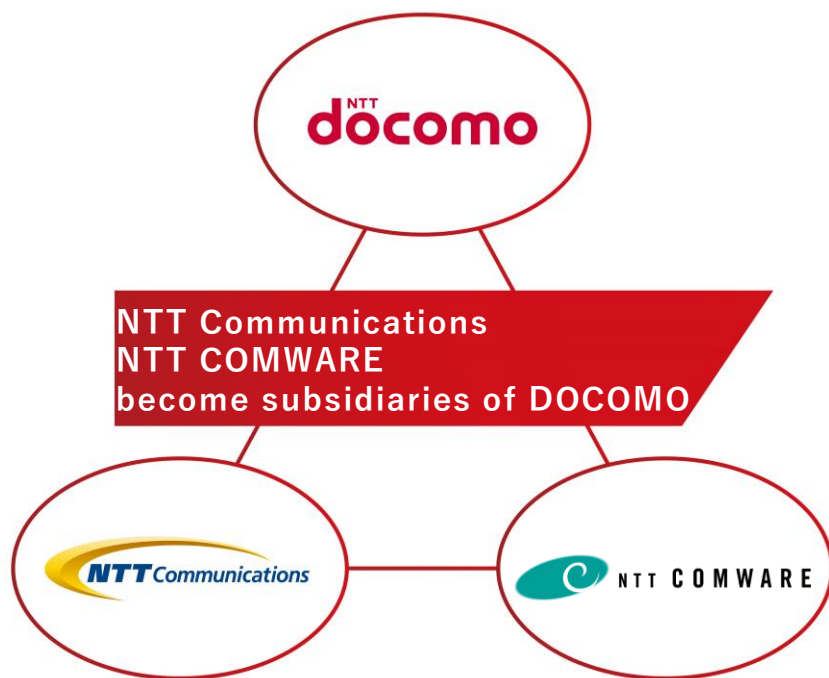 NTT
docomo
NTT Communications
NTT COMWARE
become subsidiaries of DOCOMO
NTT Communications
NTT COMWARE